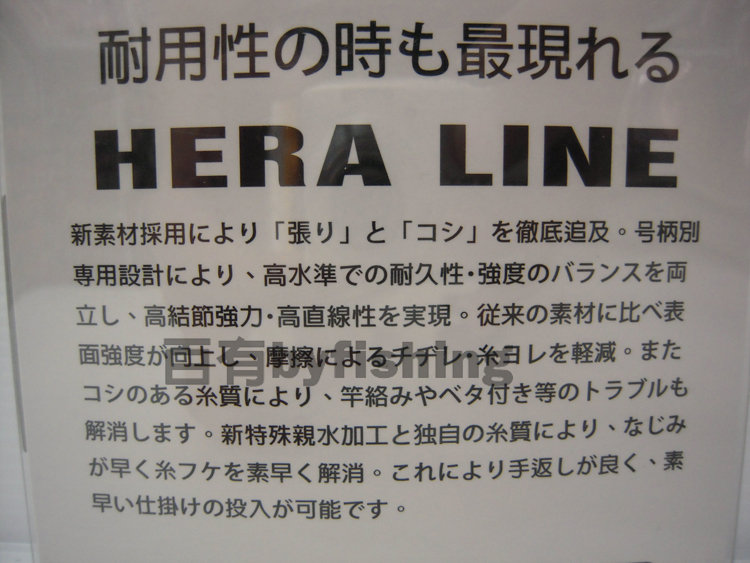 耐用性の時も最現れる
HERA LINE
新素材採用により「張り」と「コシ」を徹底追及。号柄別
専用設計により、高水準での耐久性･強度のバランスを両
立し、高結節強力･高直線性を実現。従来の素材に比べ表
面強度が向上し、摩擦によるチヂレ･糸ヨレを軽減。また
コシのある糸質により、竿絡みやベタ付き等のトラブルも
解消します。新特殊親水加工と独自の糸質により、なじみ
が早く糸フケを素早く解消。これにより手返しが良く、素
早い仕掛けの投入が可能です。
百有byfishing